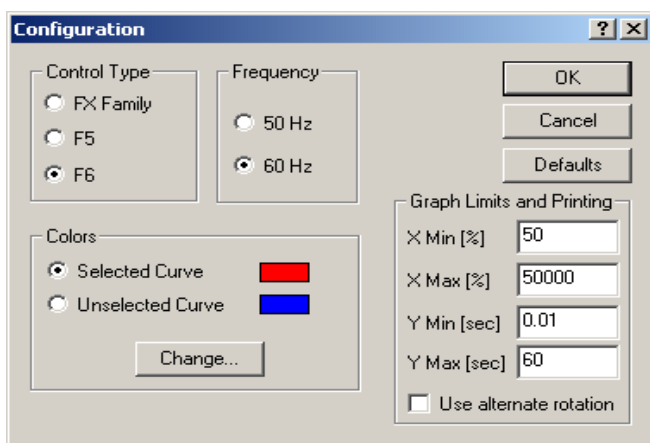 Configuration
Control Type
FX Family
F5
F6
Frequency
50 Hz
60 Hz
OK
Cancel
Defaults
Colors
Selected Curve
Unselected Curve
Change...
Graph Limits and Printing
X Min [%] 50
X Max [%] 50000
Y Min [sec] 0.01
Y Max [sec] 60
Use alternate rotation